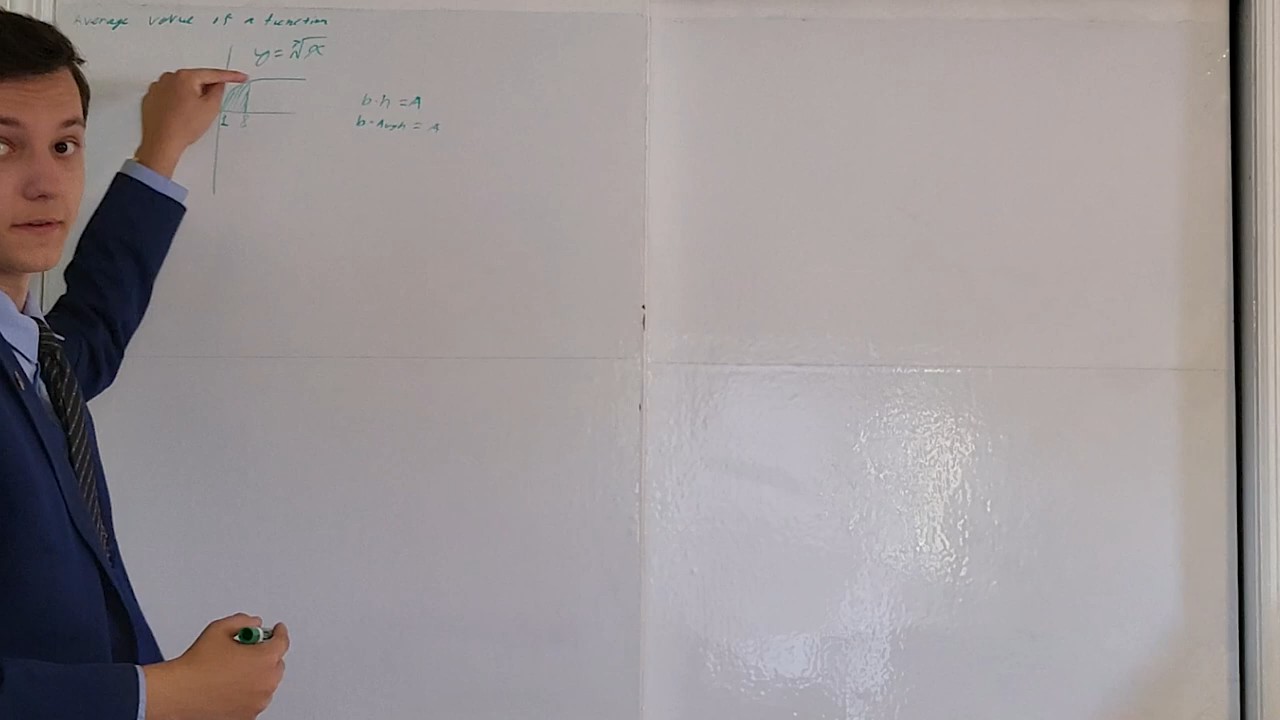 Average value of a function
y = ∛x
1 8
b·h = A
b·Avgh = A